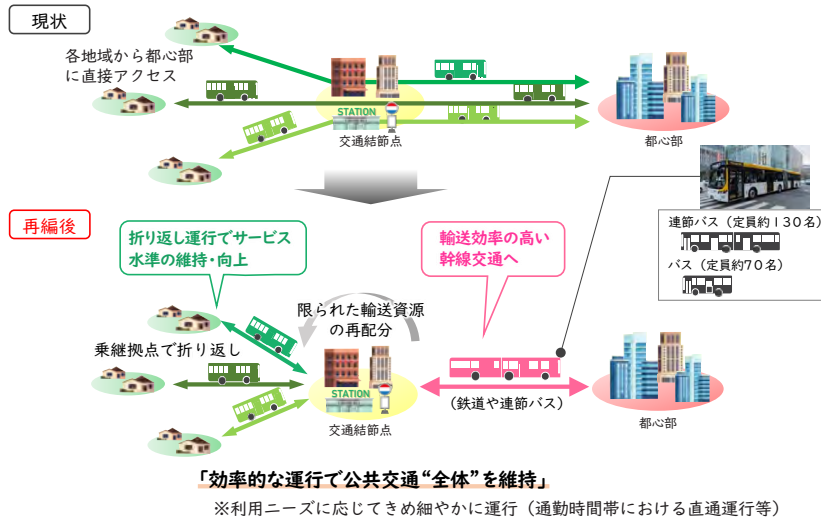 現状
各地域から都心部
に直接アクセス
STATION
交通結節点
都心部
再編後
折り返し運行でサービス
水準の維持・向上
輸送効率の高い
幹線交通へ
連節バス（定員約130名）
バス（定員約70名）
限られた輸送資源
の再配分
乗継拠点で折り返し
STATION
（鉄道や連節バス）
交通結節点
都心部
「効率的な運行で公共交通“全体”を維持」
※利用ニーズに応じてきめ細やかに運行（通勤時間帯における直通運行等）